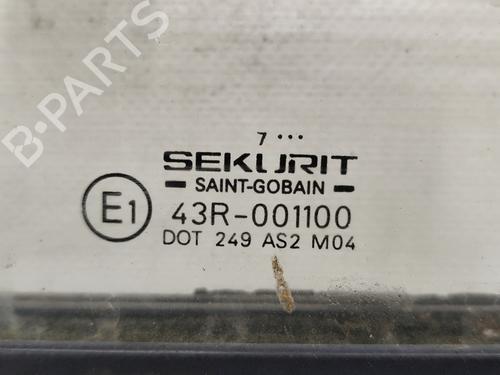 B-PARTS
7 •••
SEKURIT
SAINT-GOBAIN
E1
43R-001100
DOT 249 AS2 M04